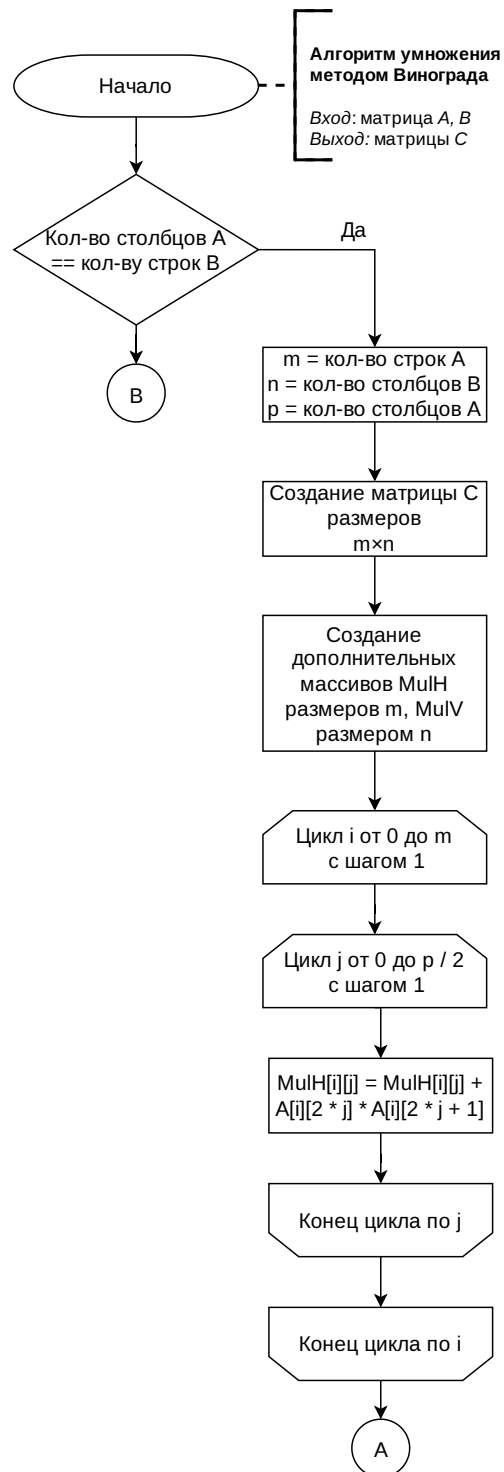 Начало
Алгоритм умножения
методом Винограда
Вход: матрица A, B
Выход: матрицы C
Кол-во столбцов A
== кол-ву строк B
Да
B
m = кол-во строк A
n = кол-во столбцов B
p = кол-во столбцов A
Создание матрицы C
размеров
m×n
Создание
дополнительных
массивов MulH
размеров m, MulV
размером n
Цикл i от 0 до m
с шагом 1
Цикл j от 0 до p / 2
с шагом 1
MulH[i][j] = MulH[i][j] +
A[i][2 * j] * A[i][2 * j + 1]
Конец цикла по j
Конец цикла по i
A